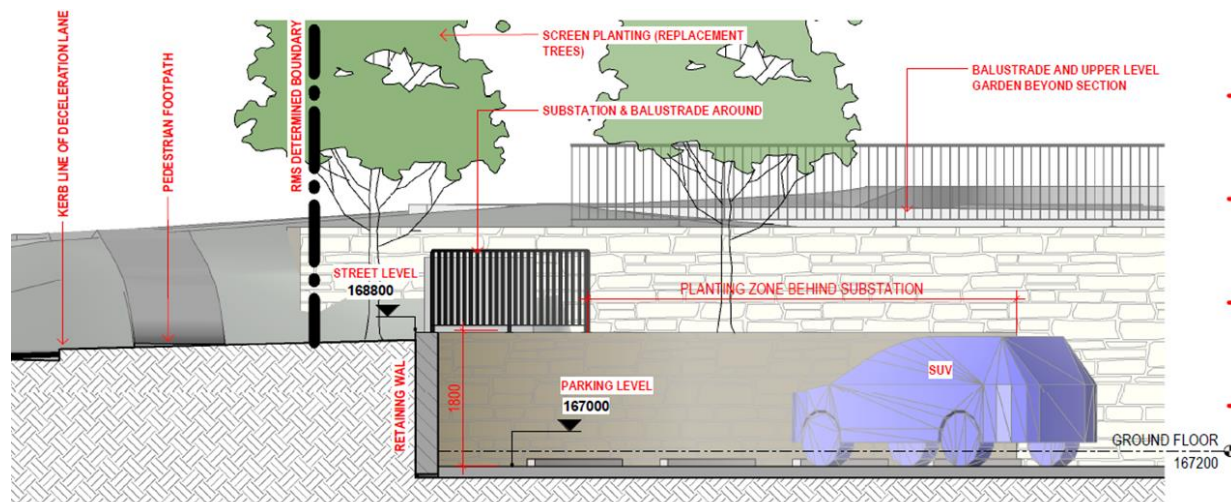 KERB LINE OF DECELERATION LANE
PEDESTRIAN FOOTPATH
RMS DETERMINED BOUNDARY
SCREEN PLANTING (REPLACEMENT
TREES)
SUBSTATION & BALUSTRADE AROUND
BALUSTRADE AND UPPER LEVEL
GARDEN BEYOND SECTION
STREET LEVEL
168800
PLANTING ZONE BEHIND SUBSTATION
RETAINING WAL
1800
PARKING LEVEL
167000
SUV
GROUND FLOOR
167200